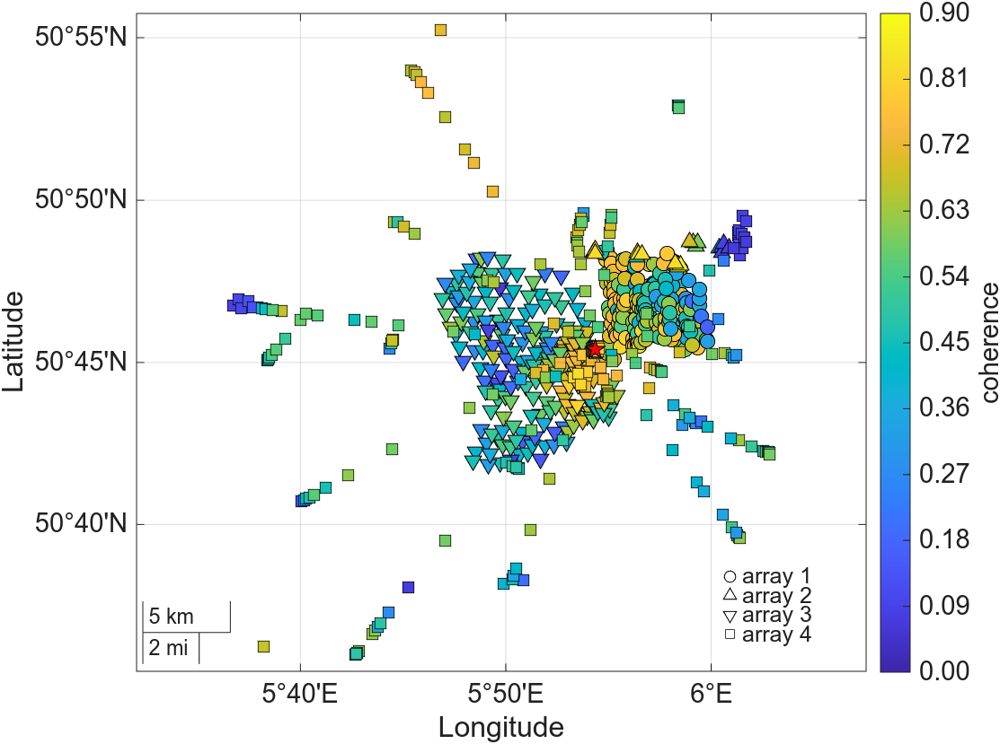 50°55'N
50°50'N
50°45'N
50°40'N
Latitude
5°40'E
5°50'E
6°E
Longitude
5 km
2 mi
array 1
array 2
array 3
array 4
0.90
0.81
0.72
0.63
0.54
0.45
0.36
0.27
0.18
0.09
0.00
coherence